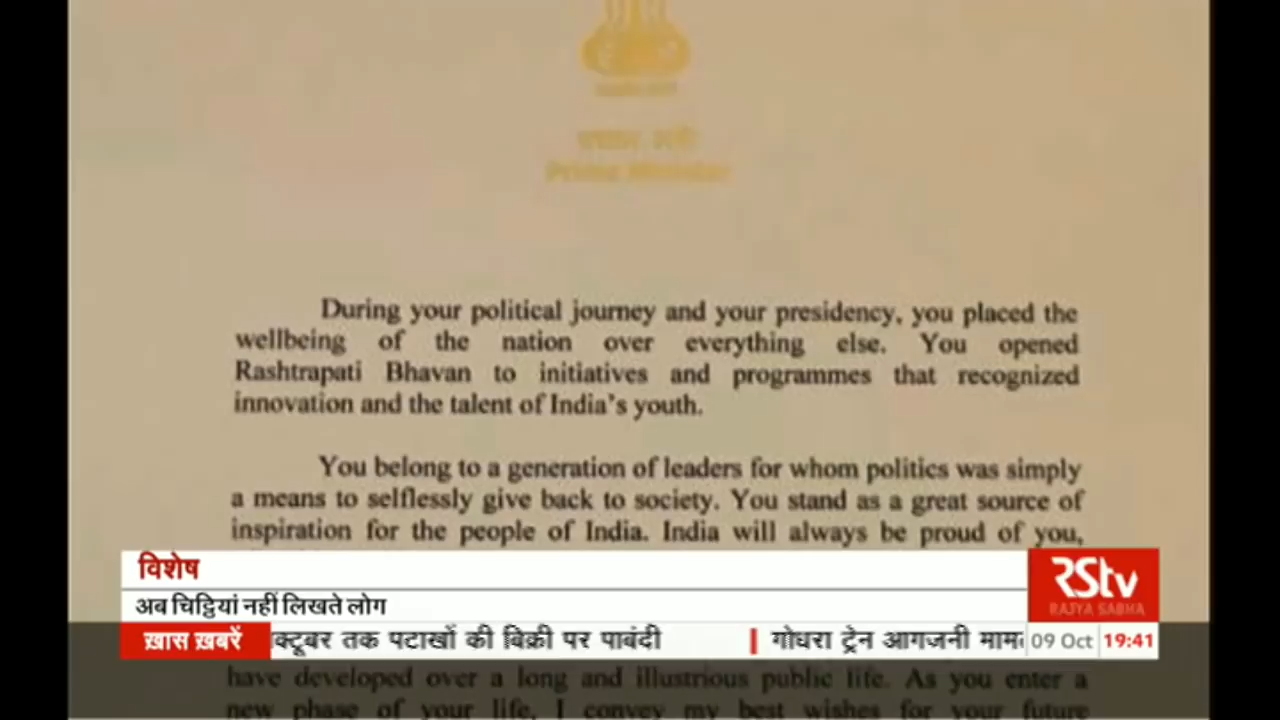 Prime Minister
During your political journey and your presidency, you placed the
wellbeing of the nation over everything else. You opened
Rashtrapati Bhavan to initiatives and programmes that recognized
innovation and the talent of India's youth.
You belong to a generation of leaders for whom politics was simply
a means to selflessly give back to society. You stand as a great source of
inspiration for the people of India. India will always be proud of you,
विशेष
अब चिट्ठियां नहीं लिखते लोग
RSTV
RAJYA SABHA
ख़ास ख़बरें क्टूबर तक पटाखों की बिक्री पर पाबंदी | गोधरा ट्रेन आगजनी माम 09 Oct 19:41
have developed over a long and illustrious public life. As you enter a
new phase of your life, I convey my best wishes for your future